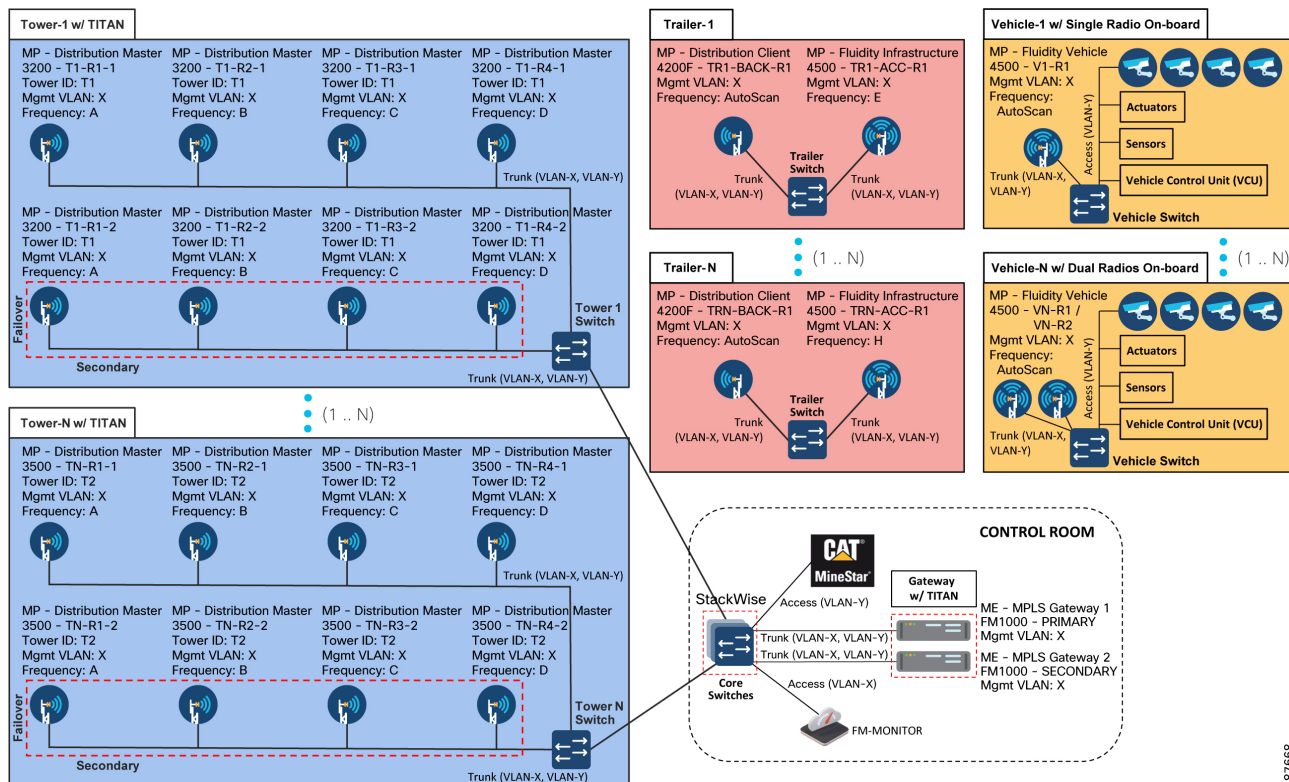 Tower-1 w/ TITAN
MP - Distribution Master
3200 - T1-R1-1
Tower ID: T1
Mgmt VLAN: X
Frequency: A
MP - Distribution Master
3200 - T1-R2-1
Tower ID: T1
Mgmt VLAN: X
Frequency: B
MP - Distribution Master
3200 - T1-R3-1
Tower ID: T1
Mgmt VLAN: X
Frequency: C
MP - Distribution Master
3200 - T1-R4-1
Tower ID: T1
Mgmt VLAN: X
Frequency: D
Trunk (VLAN-X, VLAN-Y)
MP - Distribution Master
3200 - T1-R1-2
Tower ID: T1
Mgmt VLAN: X
Frequency: A
MP - Distribution Master
3200 - T1-R2-2
Tower ID: T1
Mgmt VLAN: X
Frequency: B
MP - Distribution Master
3200 - T1-R3-2
Tower ID: T1
Mgmt VLAN: X
Frequency: C
MP - Distribution Master
3200 - T1-R4-2
Tower ID: T1
Mgmt VLAN: X
Frequency: D
Failover
Secondary
Tower 1
Switch
Trunk (VLAN-X, VLAN-Y)
(1 .. N)
Tower-N w/ TITAN
MP - Distribution Master
3500 - TN-R1-1
Tower ID: T2
Mgmt VLAN: X
Frequency: A
MP - Distribution Master
3500 - TN-R2-1
Tower ID: T2
Mgmt VLAN: X
Frequency: B
MP - Distribution Master
3500 - TN-R3-1
Tower ID: T2
Mgmt VLAN: X
Frequency: C
MP - Distribution Master
3500 - TN-R4-1
Tower ID: T2
Mgmt VLAN: X
Frequency: D
Trunk (VLAN-X, VLAN-Y)
MP - Distribution Master
3500 - TN-R1-2
Tower ID: T2
Mgmt VLAN: X
Frequency: A
MP - Distribution Master
3500 - TN-R2-2
Tower ID: T2
Mgmt VLAN: X
Frequency: B
MP - Distribution Master
3500 - TN-R3-2
Tower ID: T2
Mgmt VLAN: X
Frequency: C
MP - Distribution Master
3500 - TN-R4-2
Tower ID: T2
Mgmt VLAN: X
Frequency: D
Failover
Secondary
Tower N
Switch
Trunk (VLAN-X, VLAN-Y)
Trailer-1
MP - Distribution Client
4200F - TR1-BACK-R1
Mgmt VLAN: X
Frequency: AutoScan
MP - Fluidity Infrastructure
4500 - TR1-ACC-R1
Mgmt VLAN: X
Frequency: E
Trailer
Switch
Trunk
(VLAN-X, VLAN-Y)
Trunk
(VLAN-X, VLAN-Y)
(1 .. N)
Trailer-N
MP - Distribution Client
4200F - TRN-BACK-R1
Mgmt VLAN: X
Frequency: AutoScan
MP - Fluidity Infrastructure
4500 - TRN-ACC-R1
Mgmt VLAN: X
Frequency: H
Trailer
Switch
Trunk
(VLAN-X, VLAN-Y)
Trunk
(VLAN-X, VLAN-Y)
Vehicle-1 w/ Single Radio On-board
MP - Fluidity Vehicle
4500 - V1-R1
Mgmt VLAN: X
Frequency:
AutoScan
Access (VLAN-Y)
Actuators
Sensors
Vehicle Control Unit (VCU)
Trunk (VLAN-X,
VLAN-Y)
Vehicle Switch
(1 .. N)
Vehicle-N w/ Dual Radios On-board
MP - Fluidity Vehicle
4500 - VN-R1 /
VN-R2
Mgmt VLAN: X
Frequency:
AutoScan
Access (VLAN-Y)
Actuators
Sensors
Vehicle Control Unit (VCU)
Trunk (VLAN-X,
VLAN-Y)
Vehicle Switch
CONTROL ROOM
CAT
MineStar
Access (VLAN-Y)
StackWise
Core
Switches
Gateway
w/ TITAN
Trunk (VLAN-X, VLAN-Y)
Trunk (VLAN-X, VLAN-Y)
ME - MPLS Gateway 1
FM1000 - PRIMARY
Mgmt VLAN: X
ME - MPLS Gateway 2
FM1000 - SECONDARY
Mgmt VLAN: X
Access (VLAN-X)
FM-MONITOR